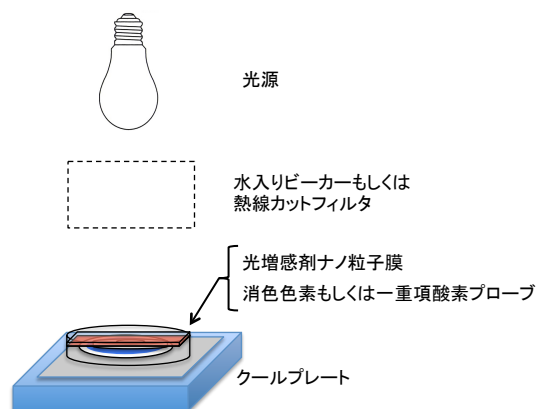 光源
水入りビーカーもしくは
熱線カットフィルタ
光増感剤ナノ粒子膜
消色色素もしくは一重項酸素プローブ
クールプレート